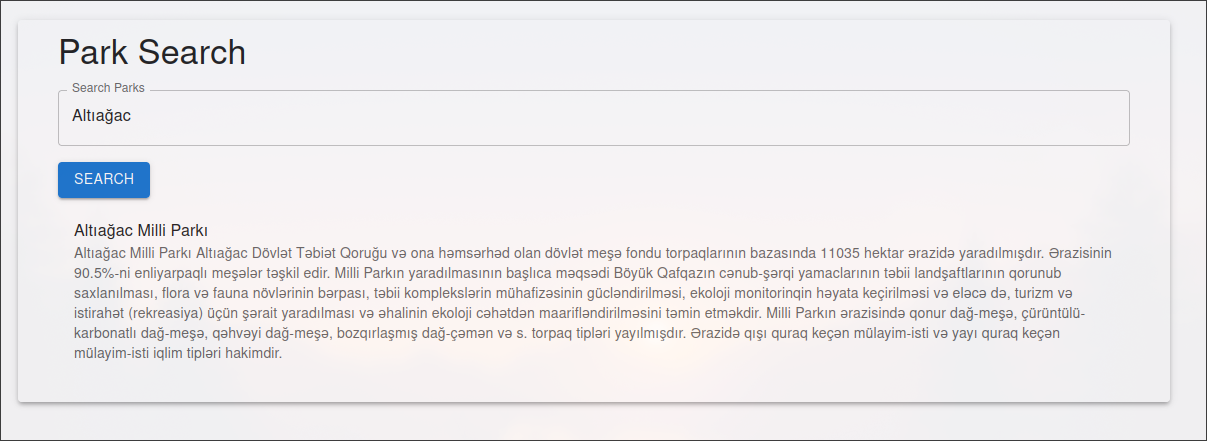 Park Search
Search Parks
Altıağac
SEARCH
Altıağac Milli Parkı
Altıağac Milli Parkı Altıağac Dövlət Təbiət Qoruğu və ona həmsərhəd olan dövlət meşə fondu torpaqlarının bazasında 11035 hektar ərazidə yaradılmışdır. Ərazisinin
90.5%-ni enliyarpaqlı meşələr təşkil edir. Milli Parkın yaradılmasının başlıca məqsədi Böyük Qafqazın cənub-şərqi yamaclarının təbii landşaftlarının qorunub
saxlanılması, flora və fauna növlərinin bərpası, təbii komplekslərin mühafizəsinin gücləndirilməsi, ekoloji monitorinqin həyata keçirilməsi və eləcə də, turizm və
istirahət (rekreasiya) üçün şərait yaradılması və əhalinin ekoloji cəhətdən maarifləndirilməsini təmin etməkdir. Milli Parkın ərazisində qonur dağ-meşə, çürüntülü-
karbonatlı dağ-meşə, qəhvəyi dağ-meşə, bozqırlaşmış dağ-çəmən və s. torpaq tipləri yayılmışdır. Ərazidə qışı quraq keçən mülayim-isti və yayı quraq keçən
mülayim-isti iqlim tipləri hakimdir.